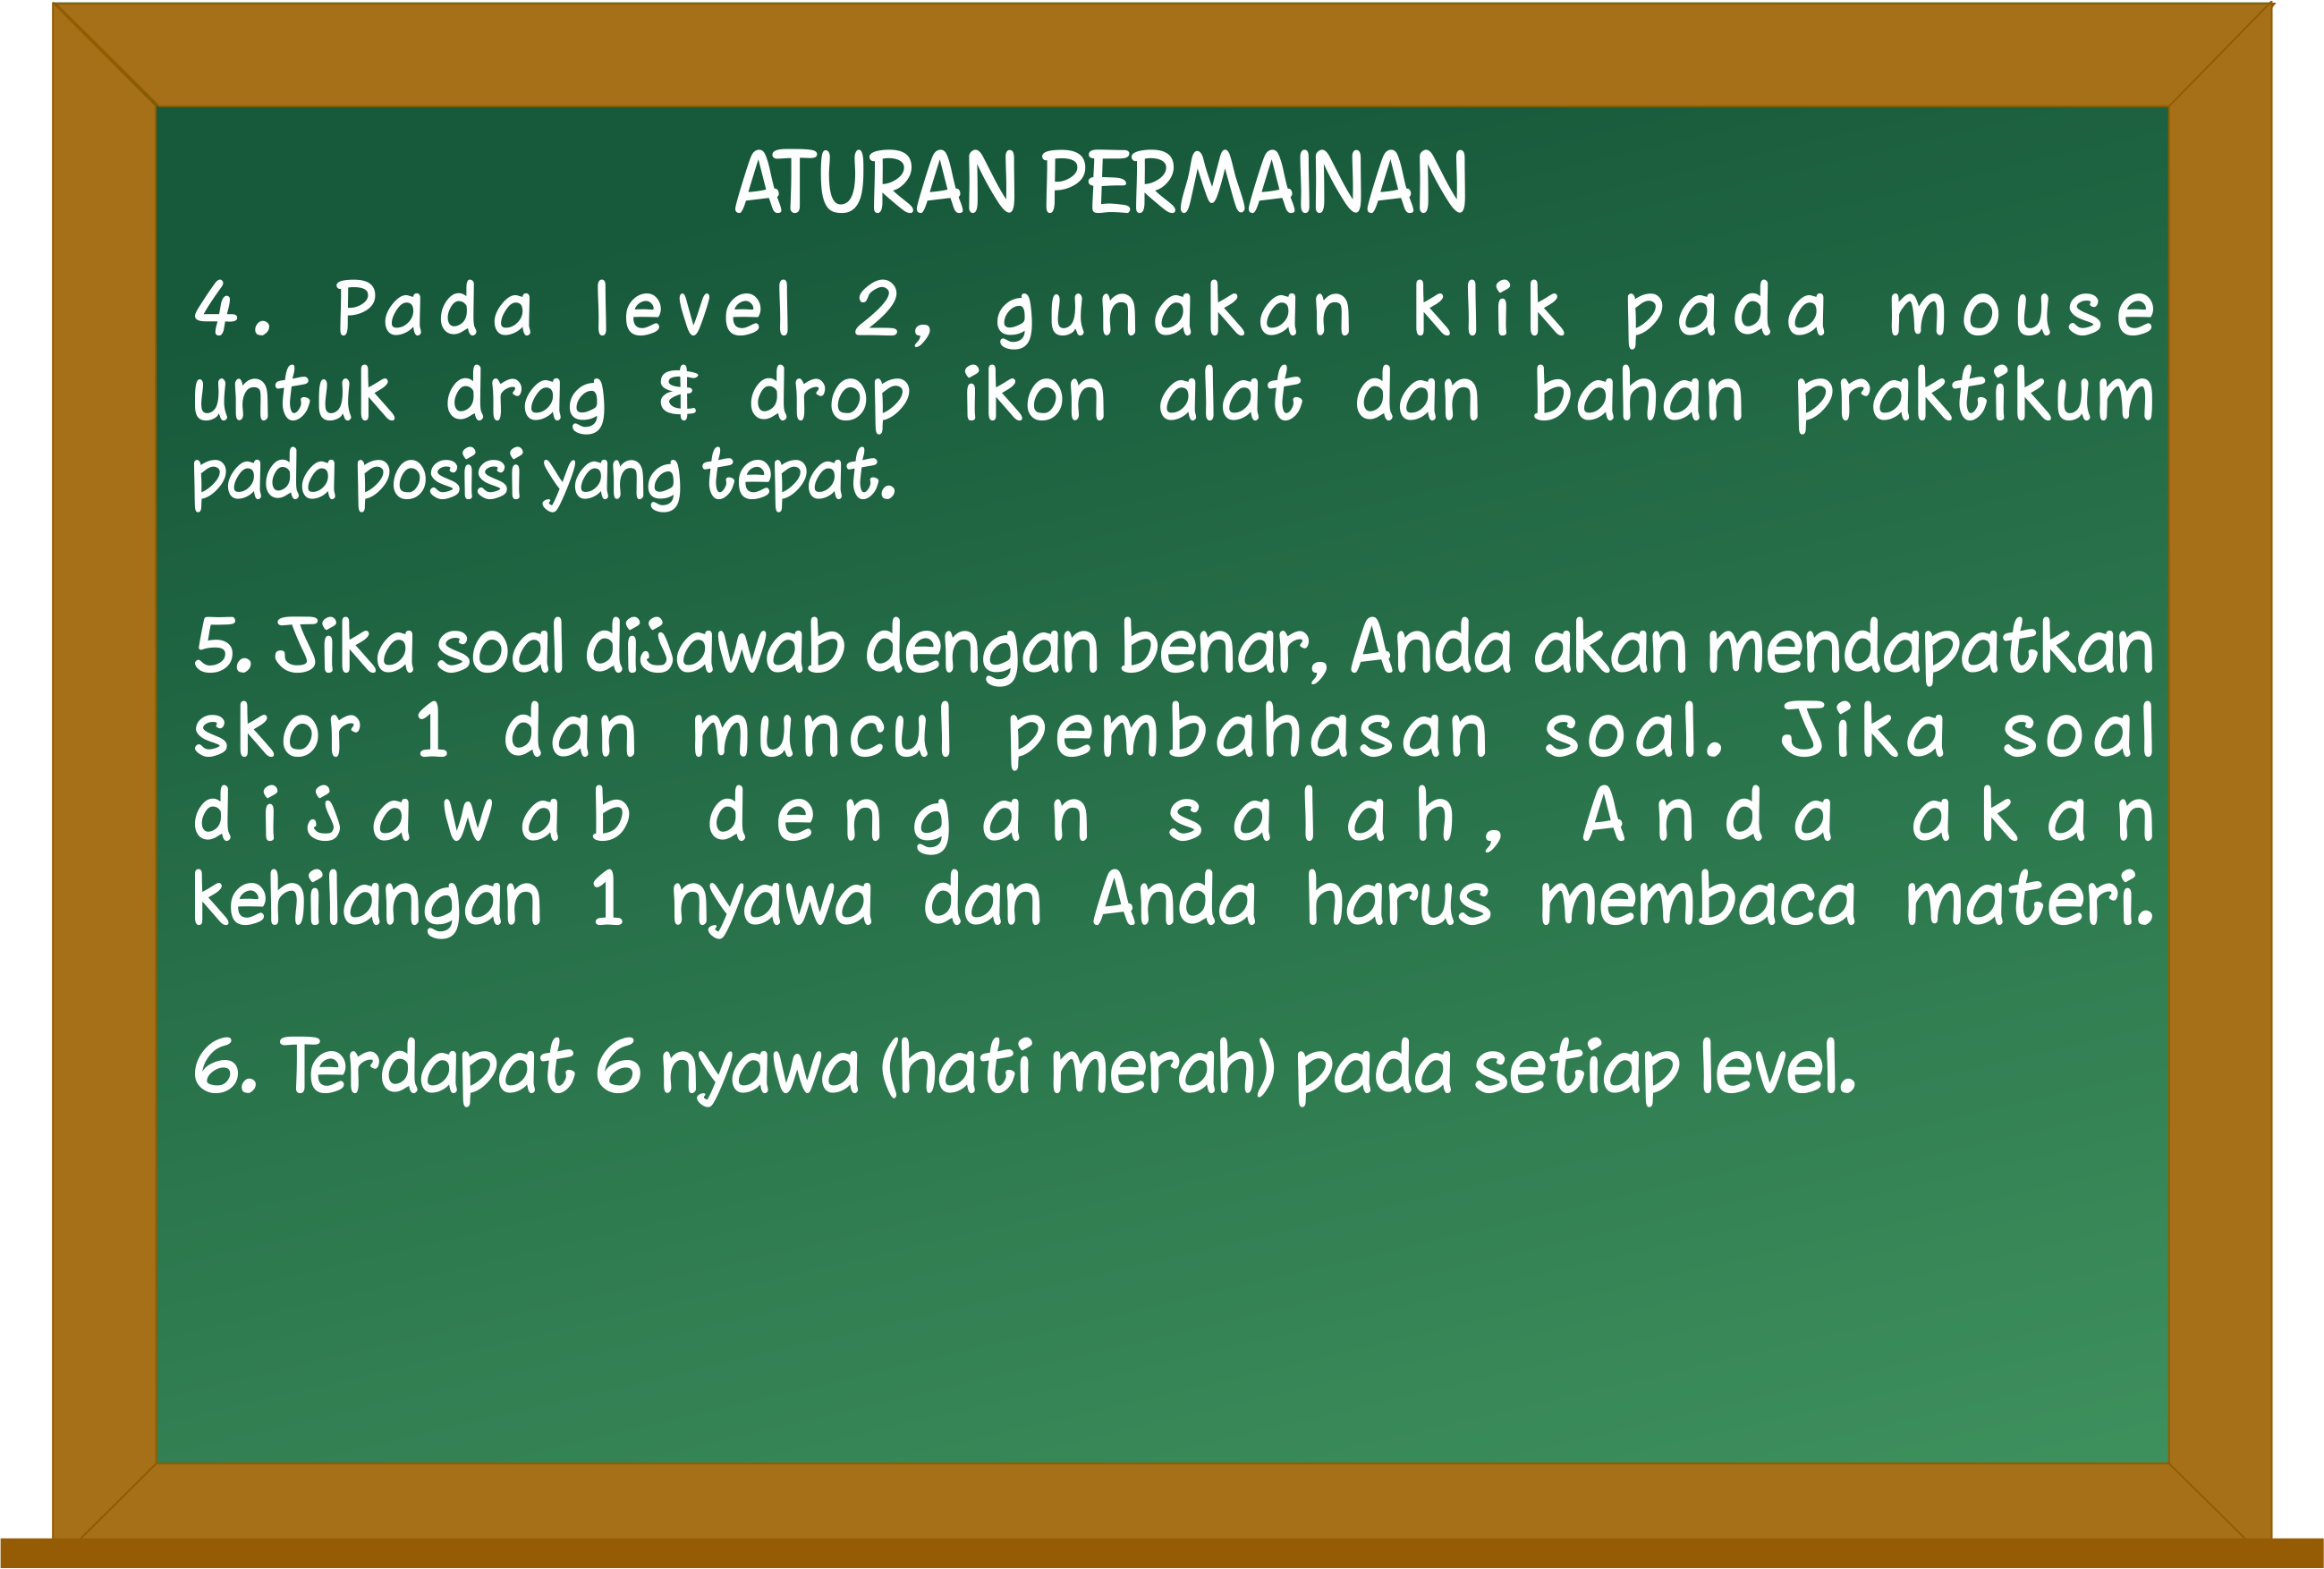 ATURAN PERMAINAN
4. Pada level 2, gunakan klik pada mouse
untuk drag & drop ikon alat dan bahan praktikum
pada posisi yang tepat.
5. Jika soal dijawab dengan benar, Anda akan mendapatkan
skor 1 dan muncul pembahasan soal. Jika soal
dijawab dengan salah, Anda akan
kehilangan 1 nyawa dan Anda harus membaca materi.
6. Terdapat 6 nyawa (hati merah) pada setiap level.